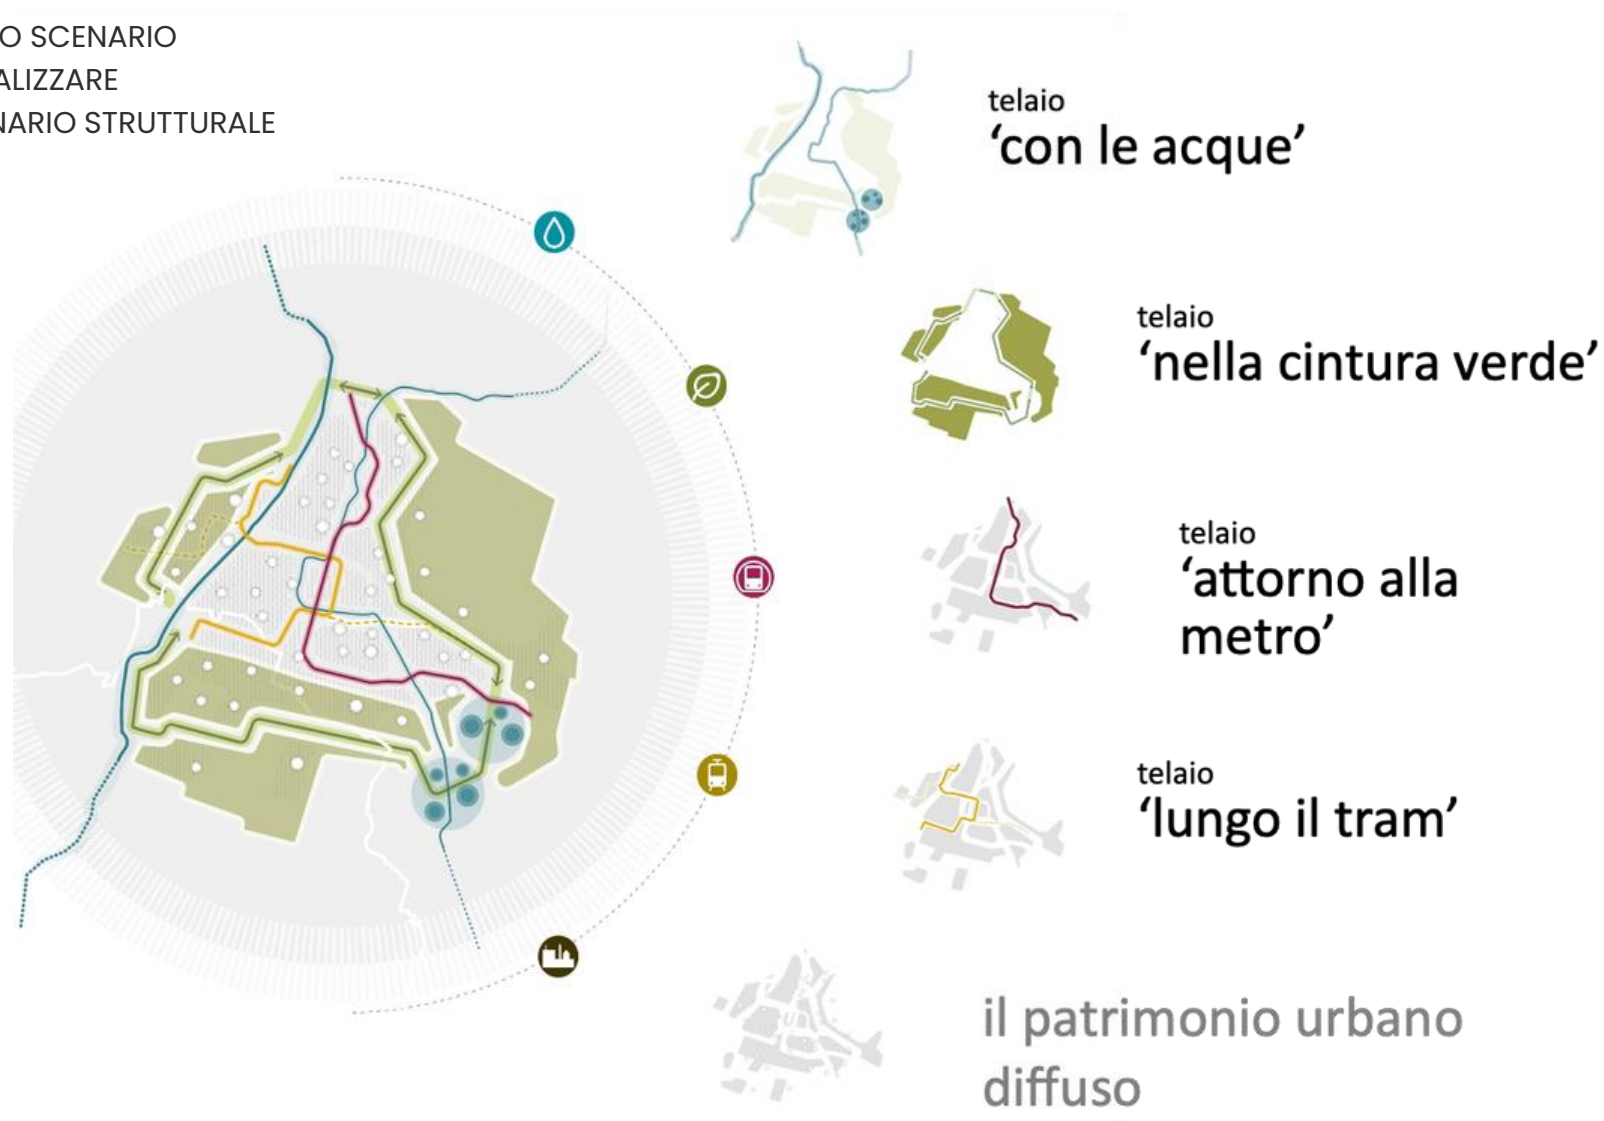 O SCENARIO
ALIZZARE
NARIO STRUTTURALE
telaio
‘con le acque’
telaio
‘nella cintura verde’
telaio
‘attorno alla
metro’
telaio
‘lungo il tram’
il patrimonio urbano
diffuso